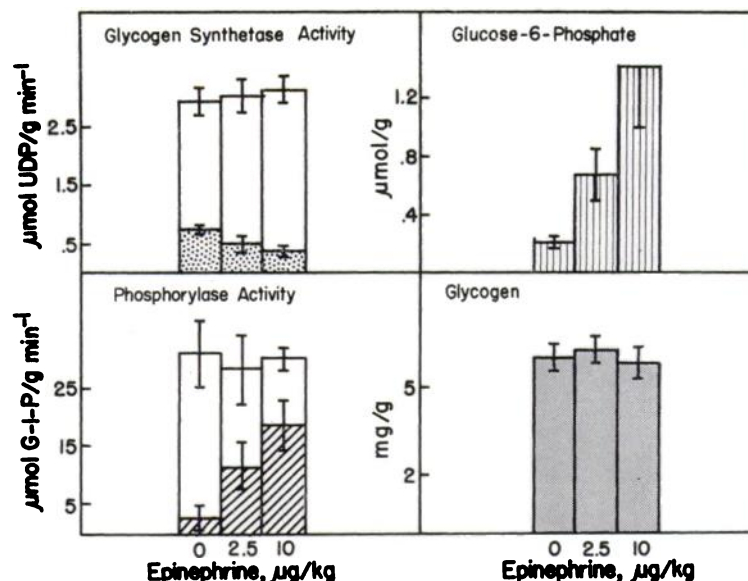 Glycogen Synthetase Activity
µmol UDP/g min⁻¹
2.5
1.5
.5
Glucose-6-Phosphate
µmol/g
1.2
.8
.4
Phosphorylase Activity
µmol G-I-P/g min⁻¹
25
15
5
0 2.5 10
Epinephrine, µg/kg
Glycogen
mg/g
5
2
0 2.5 10
Epinephrine, µg/kg